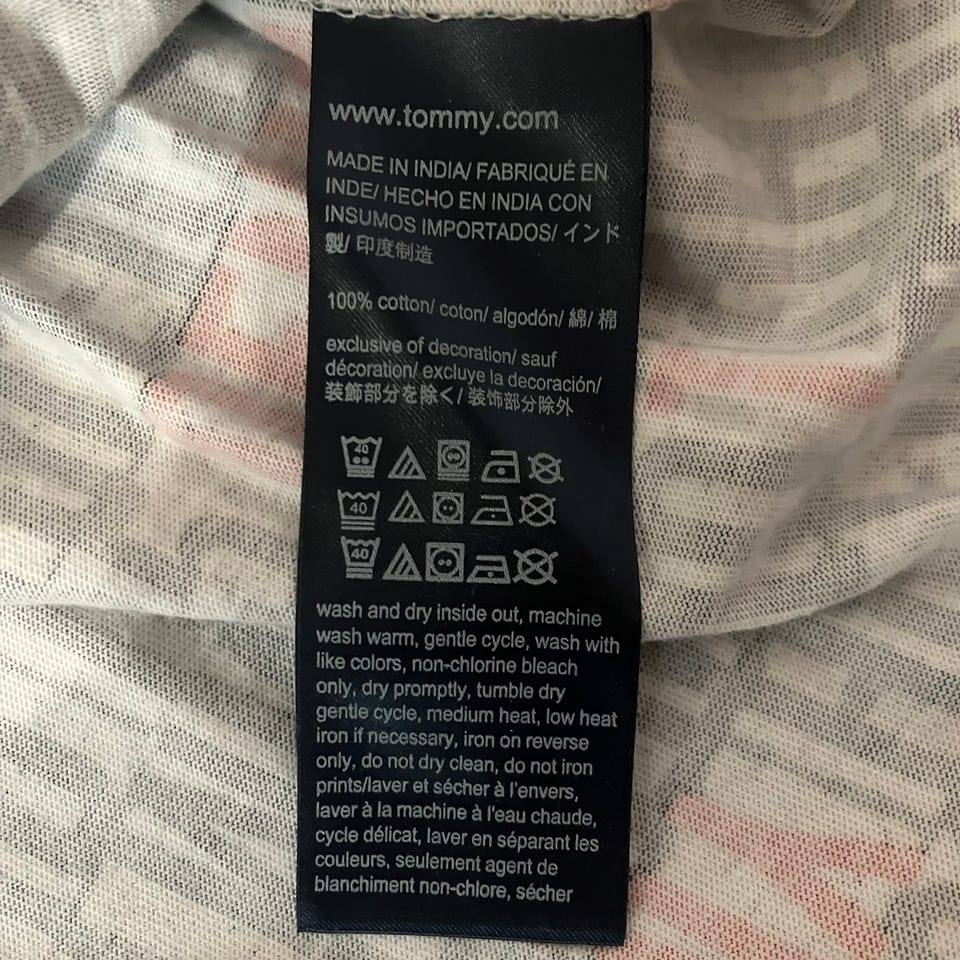 www.tommy.com
MADE IN INDIA/ FABRIQUÉ EN
INDE/ HECHO EN INDIA CON
INSUMOS IMPORTADOS/ インド
製/ 印度制造
100% cotton/ coton/ algodón/ 綿/ 棉
exclusive of decoration/ sauf
décoration/ excluye la decoración/
装飾部分を除く/ 装饰部分除外
40
40
40
wash and dry inside out, machine
wash warm, gentle cycle, wash with
like colors, non-chlorine bleach
only, dry promptly, tumble dry
gentle cycle, medium heat, low heat
iron if necessary, iron on reverse
only, do not dry clean, do not iron
prints/laver et sécher à l'envers,
laver à la machine à l'eau chaude,
cycle délicat, laver en séparant les
couleurs, seulement agent de
blanchiment non-chlore, sécher